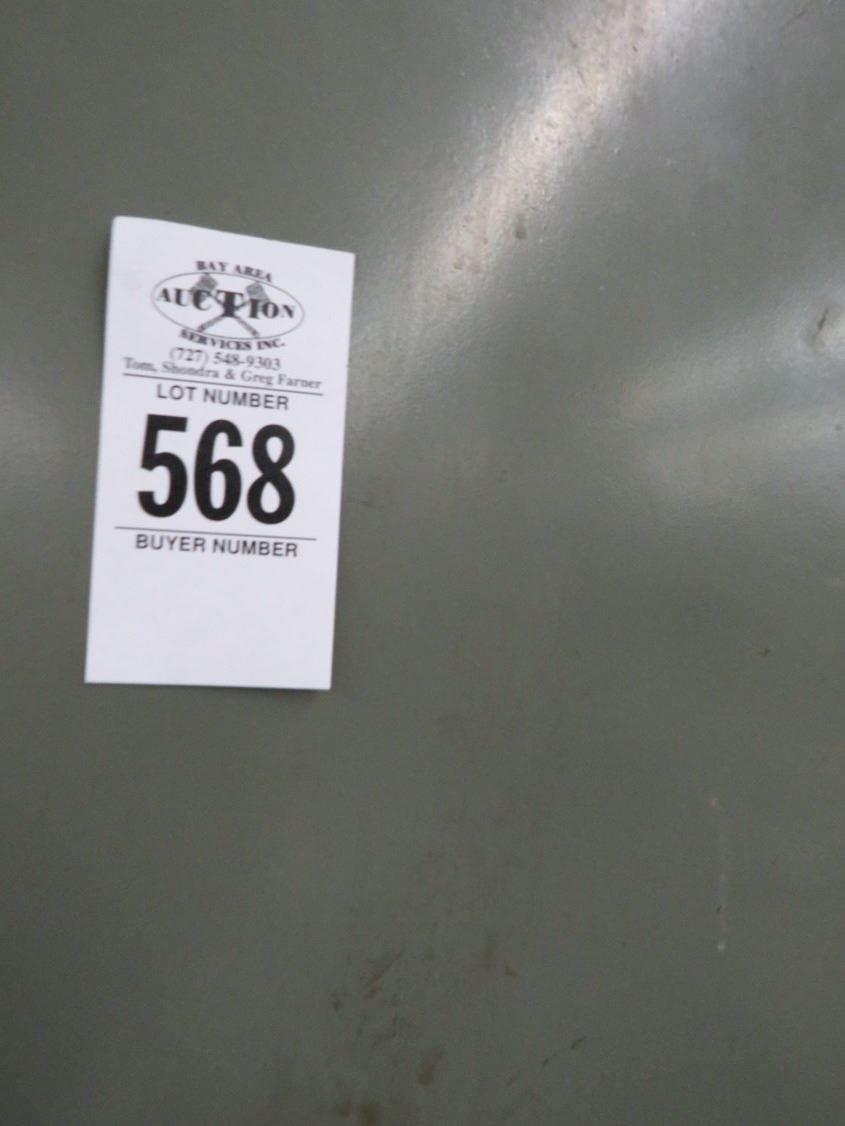 BAY AREA
AUCTION
SERVICES INC.
(727) 548-9303
Tom, Shondra & Greg Farner
LOT NUMBER
568
BUYER NUMBER